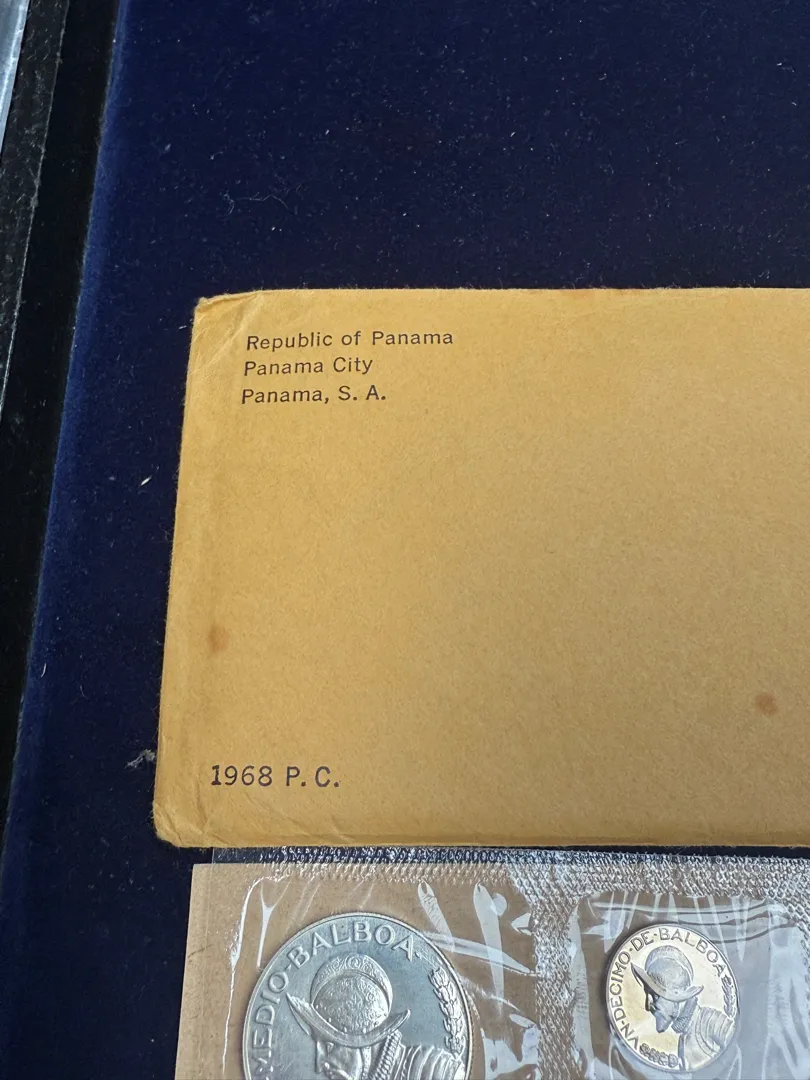 Republic of Panama
Panama City
Panama, S. A.
1968 P. C.
MEDIO-BALBOA
VN·DECIMO·DE·BALBOA